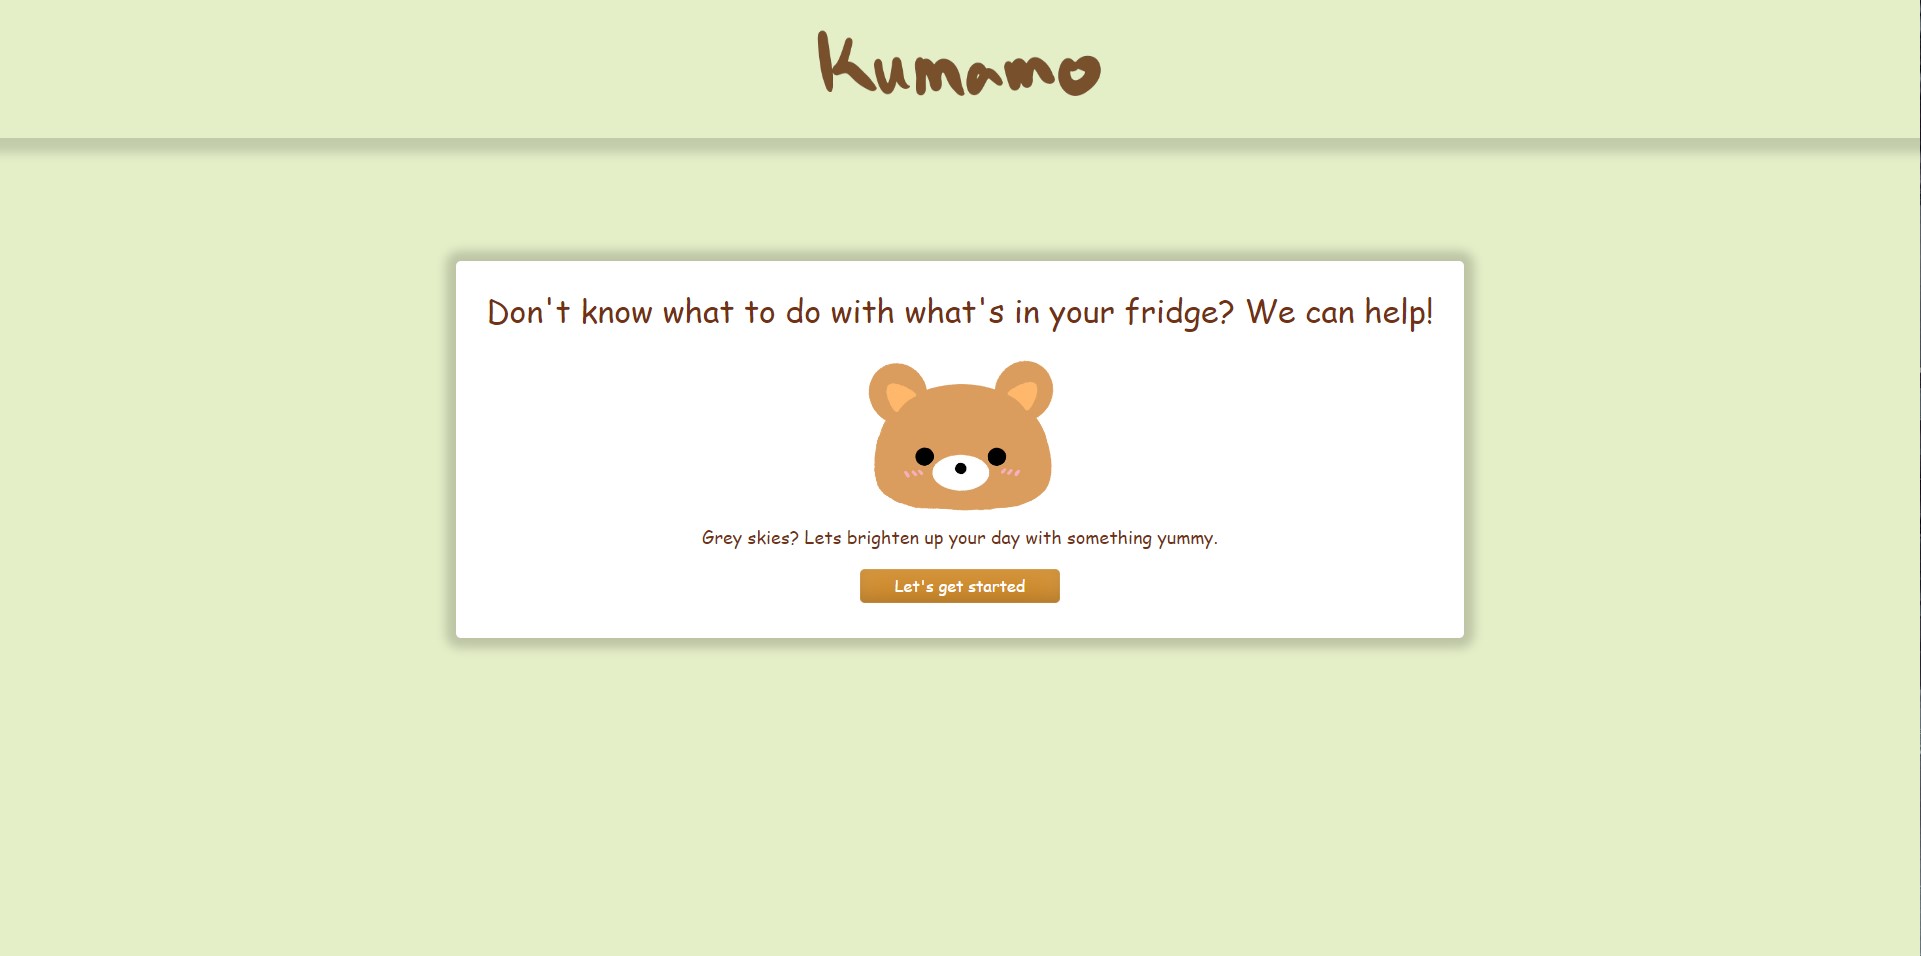 Kumamo
Don't know what to do with what's in your fridge? We can help!
Grey skies? Lets brighten up your day with something yummy.
Let's get started